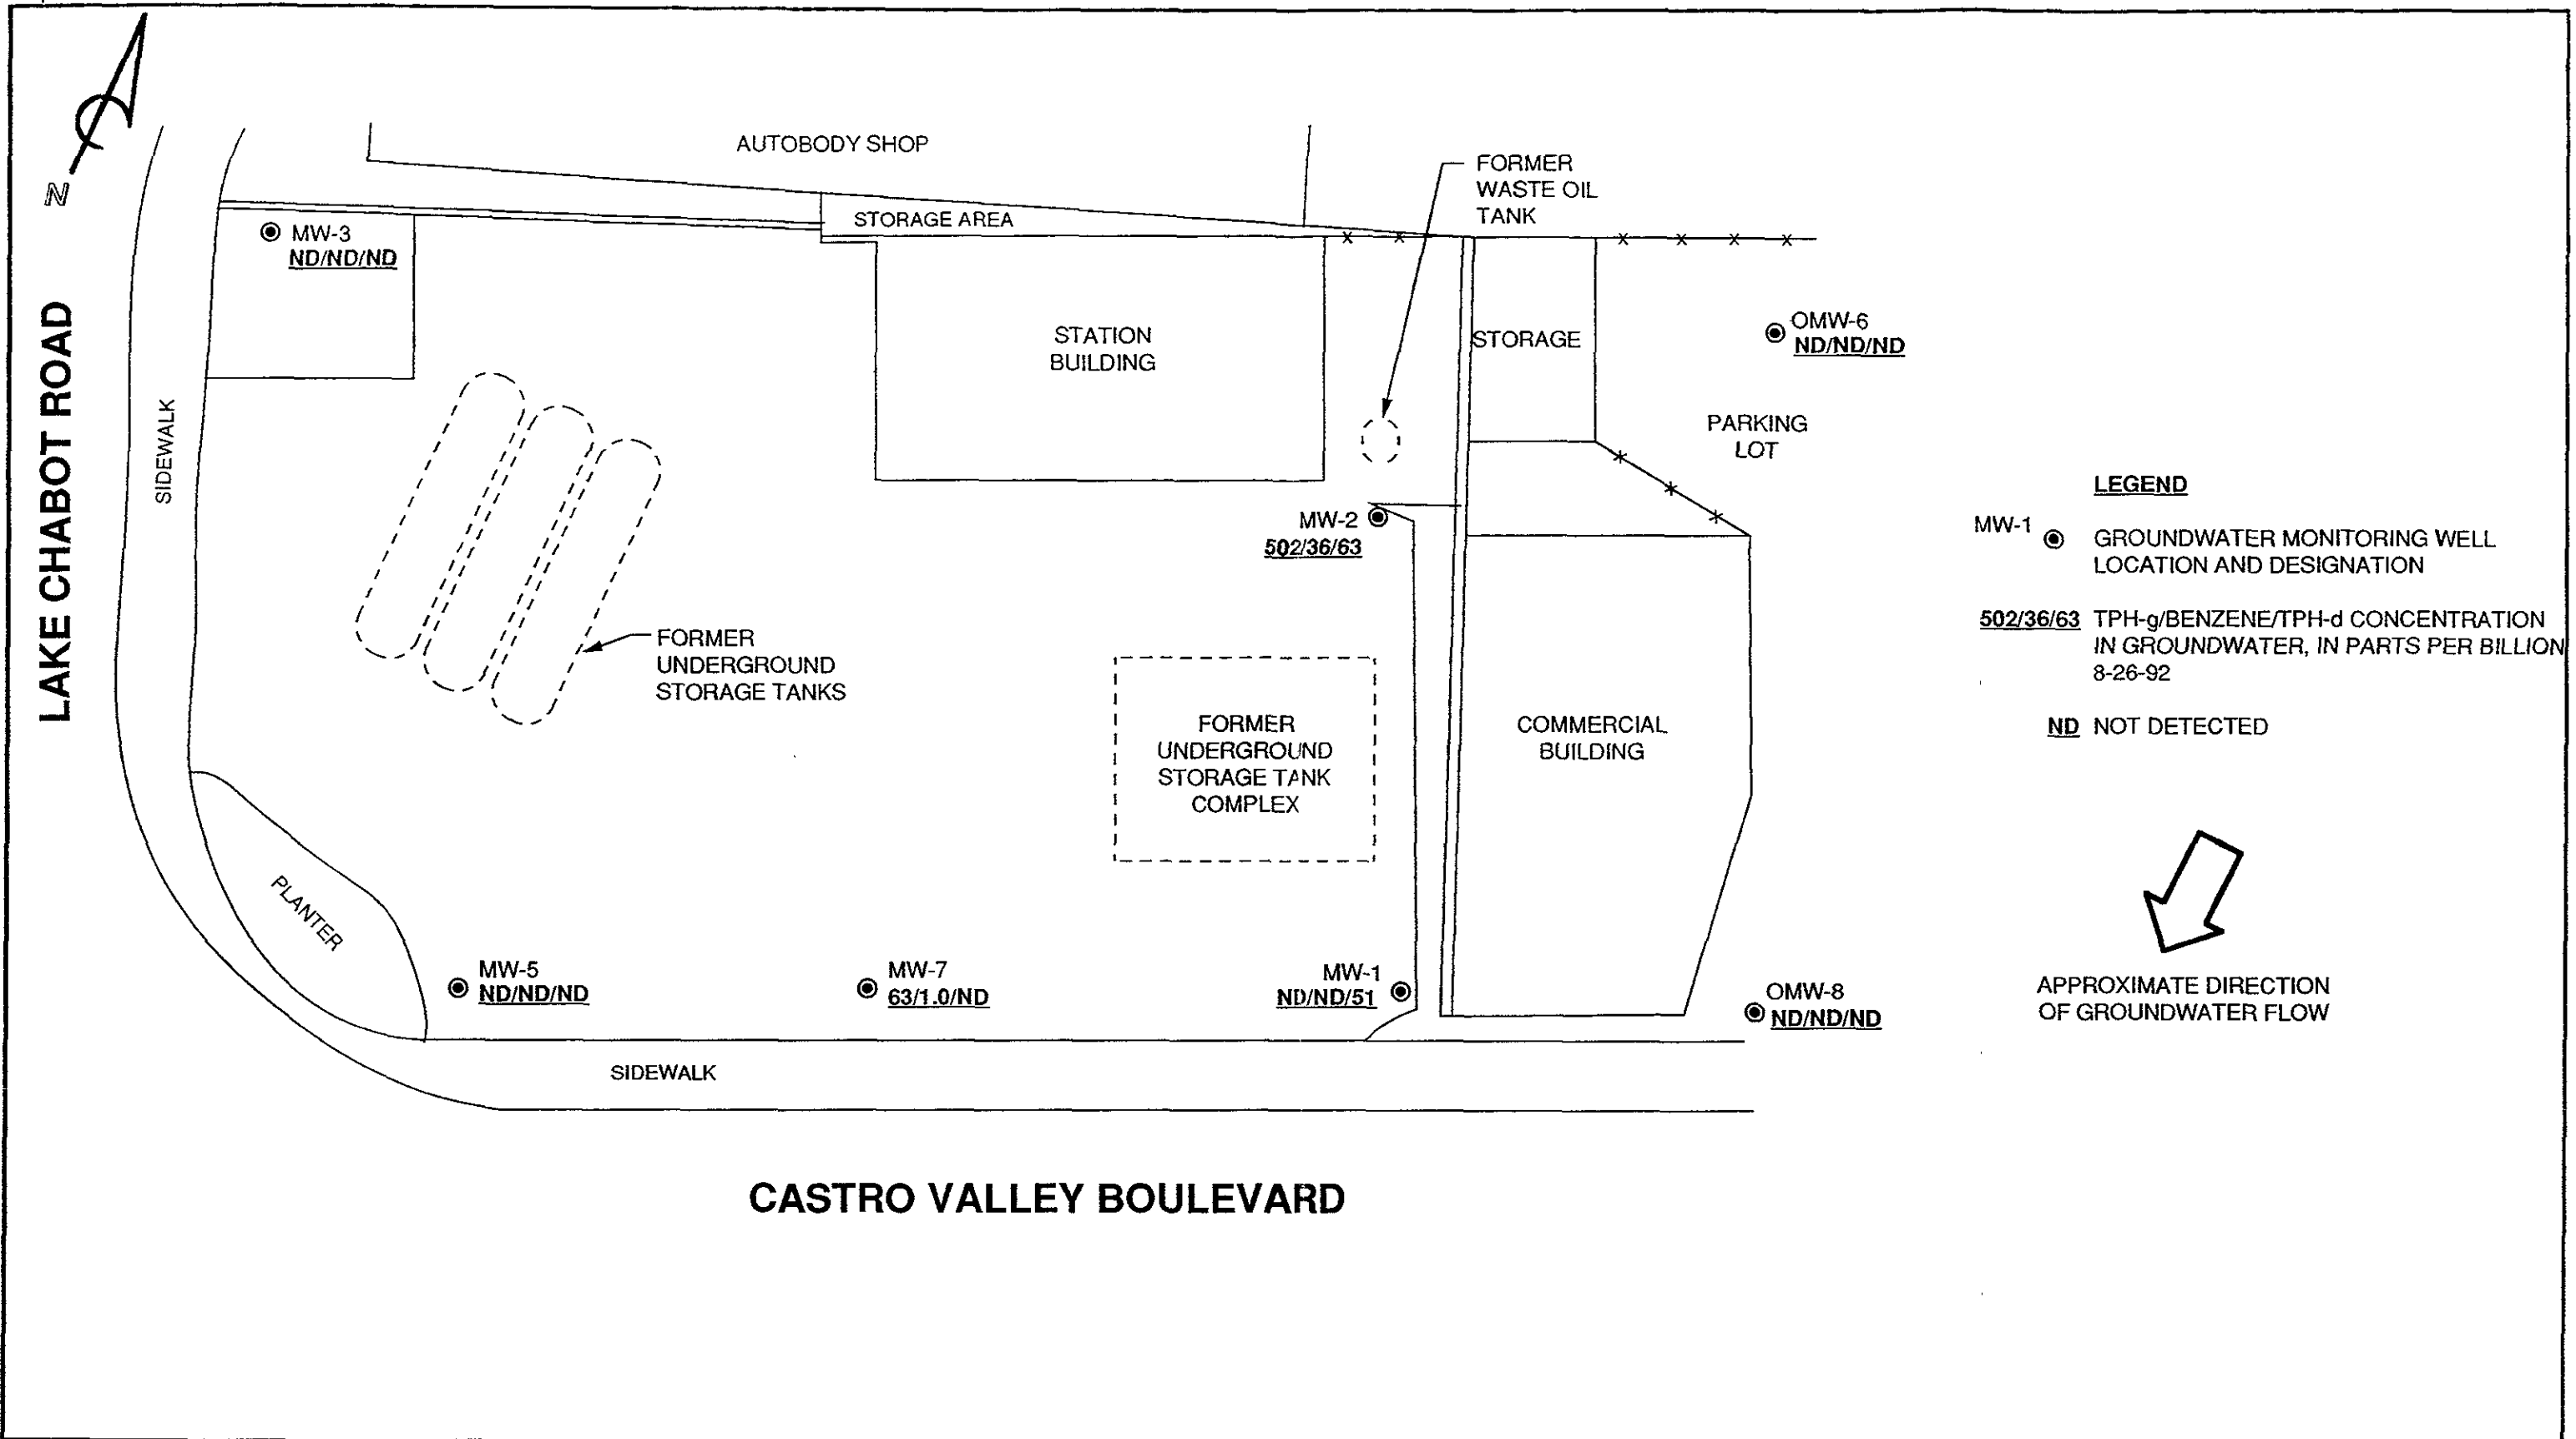 N
AUTOBODY SHOP
FORMER
WASTE OIL
TANK
STORAGE AREA
MW-3
ND/ND/ND
LAKE CHABOT ROAD
SIDEWALK
STATION
BUILDING
STORAGE
OMW-6
ND/ND/ND
PARKING
LOT
MW-2
502/36/63
FORMER
UNDERGROUND
STORAGE TANKS
FORMER
UNDERGROUND
STORAGE TANK
COMPLEX
COMMERCIAL
BUILDING
PLANTER
MW-5
ND/ND/ND
MW-7
63/1.0/ND
MW-1
ND/ND/51
OMW-8
ND/ND/ND
SIDEWALK
CASTRO VALLEY BOULEVARD
LEGEND
MW-1
GROUNDWATER MONITORING WELL
LOCATION AND DESIGNATION
502/36/63 TPH-g/BENZENE/TPH-d CONCENTRATION
IN GROUNDWATER, IN PARTS PER BILLION
8-26-92
ND NOT DETECTED
APPROXIMATE DIRECTION
OF GROUNDWATER FLOW